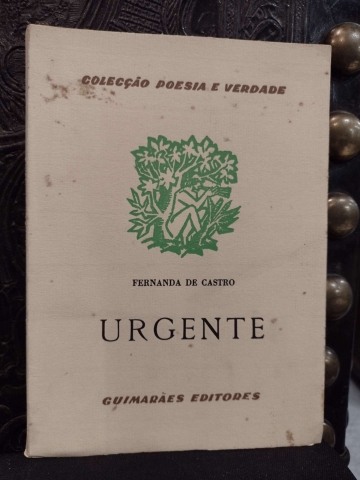 COLECÇÃO POESIA E VERDADE
FERNANDA DE CASTRO
URGENTE
GUIMARÃES EDITORES